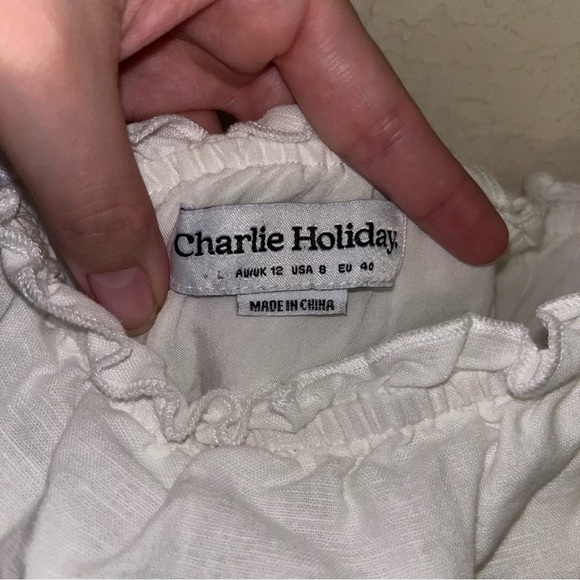 Charlie Holiday.
L AU/UK 12 USA 8 EU 40
MADE IN CHINA